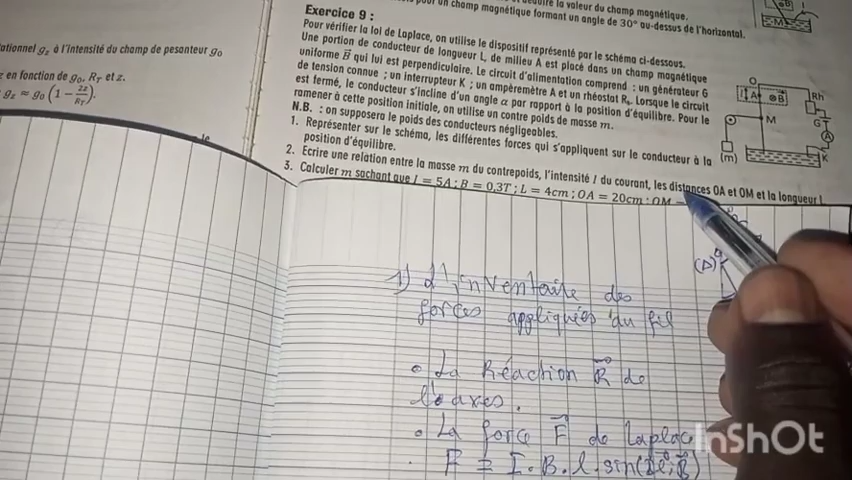 duire la valeur du champ magnétique.
un champ magnétique formant un angle de 30° au-dessus de l'horizontal.
ationnel g_z à l'intensité du champ de pesanteur g_0
z en fonction de g_0, R_T et z.
g_z ≈ g_0 (1 − 2z/R_T).
Exercice 9 :
Pour vérifier la loi de Laplace, on utilise le dispositif représenté par le schéma ci-dessous.
Une portion de conducteur de longueur L, de milieu A est placé dans un champ magnétique
uniforme B⃗ qui lui est perpendiculaire. Le circuit d'alimentation comprend : un générateur G
de tension connue ; un interrupteur K ; un ampèremètre A et un rhéostat R_h. Lorsque le circuit
est fermé, le conducteur s'incline d'un angle α par rapport à la position d'équilibre. Pour le
ramener à cette position initiale, on utilise un contre poids de masse m.
N.B. : on supposera le poids des conducteurs négligeables.
1. Représenter sur le schéma, les différentes forces qui s'appliquent sur le conducteur à la
position d'équilibre.
2. Ecrire une relation entre la masse m du contrepoids, l'intensité I du courant, les distances OA et OM et la longueur l
3. Calculer m sachant que I = 5A ; B = 0,3T ; L = 4cm ; OA = 20cm ; OM
M
O
A
B
Rh
G
A
M
(m)
K
(Δ)
1) L'inventaire des
forces appliquées au fil
• La Réaction R⃗ de
l'axes.
• La force F⃗ de Laplace
F = I.B.l.sin(Il⃗;B⃗)
InShOt